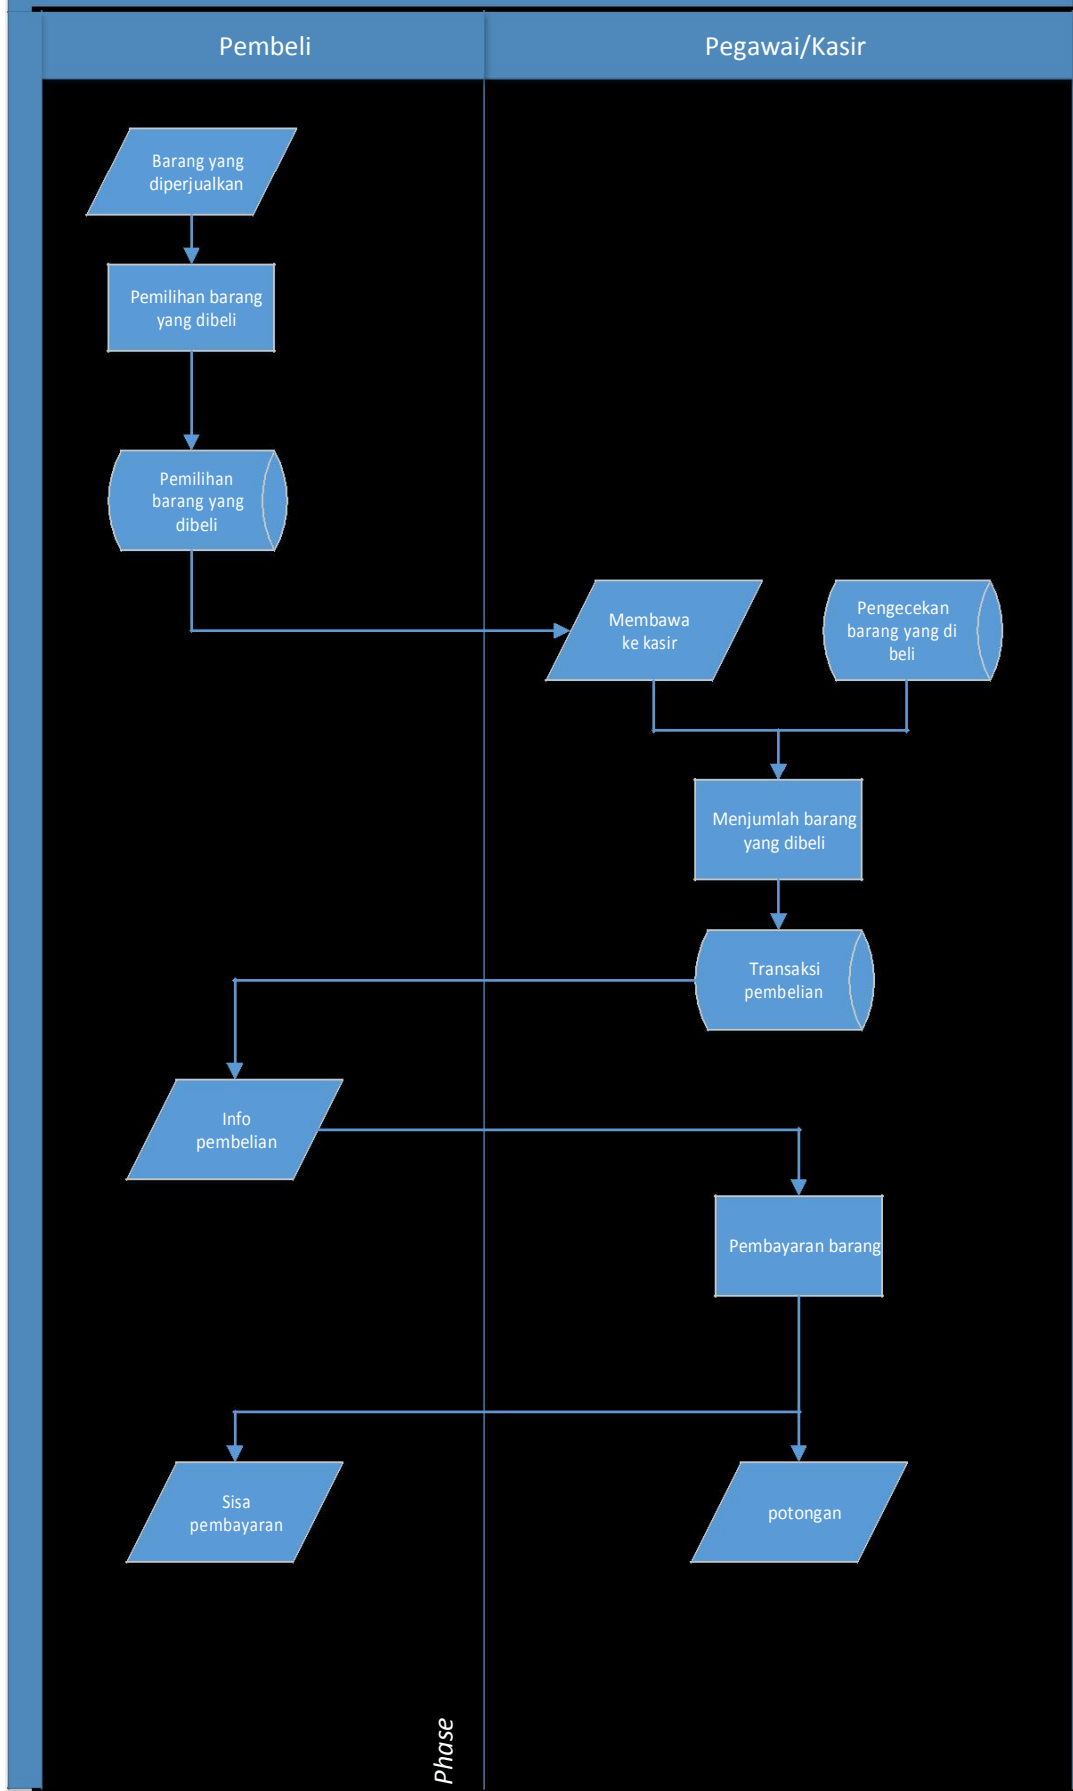 Pembeli
Pegawai/Kasir
Barang yang
diperjualkan
Pemilihan barang
yang dibeli
Pemilihan
barang yang
dibeli
Membawa
ke kasir
Pengecekan
barang yang di
beli
Menjumlah barang
yang dibeli
Transaksi
pembelian
Info
pembelian
Pembayaran barang
Sisa
pembayaran
potongan
Phase